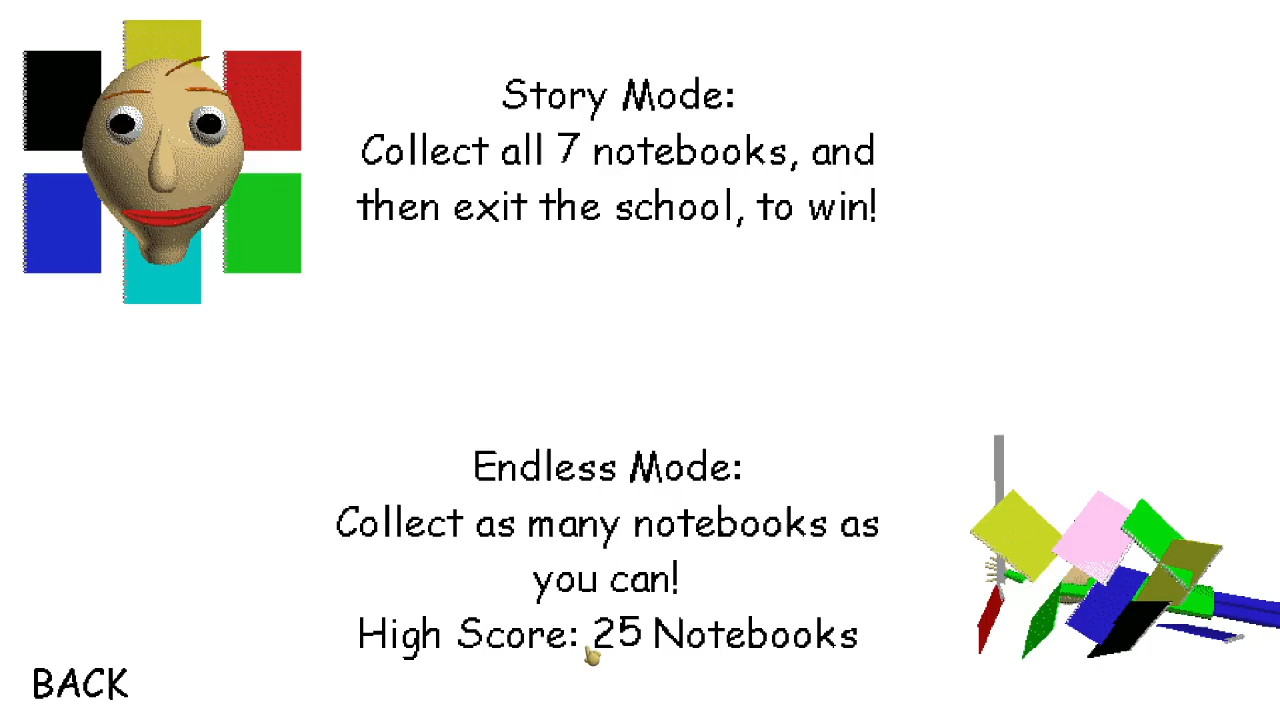 Story Mode:
Collect all 7 notebooks, and
then exit the school, to win!
Endless Mode:
Collect as many notebooks as
you can!
High Score: 25 Notebooks
BACK